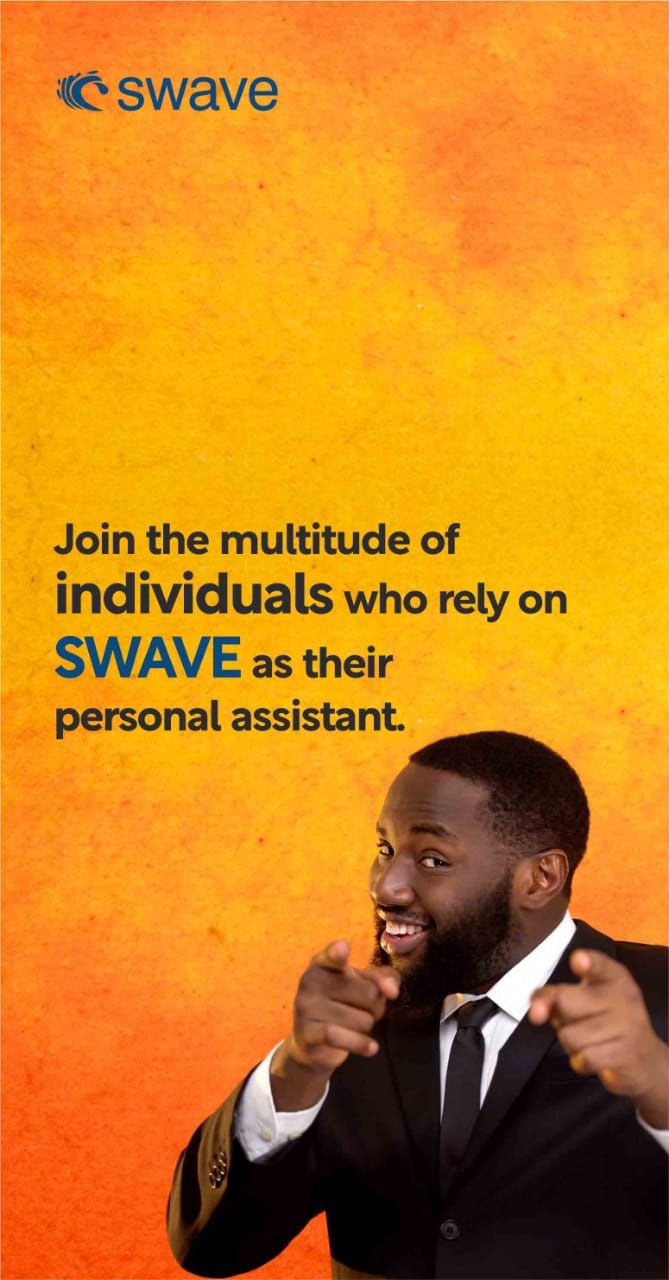 swave
Join the multitude of
individuals who rely on
SWAVE as their
personal assistant.